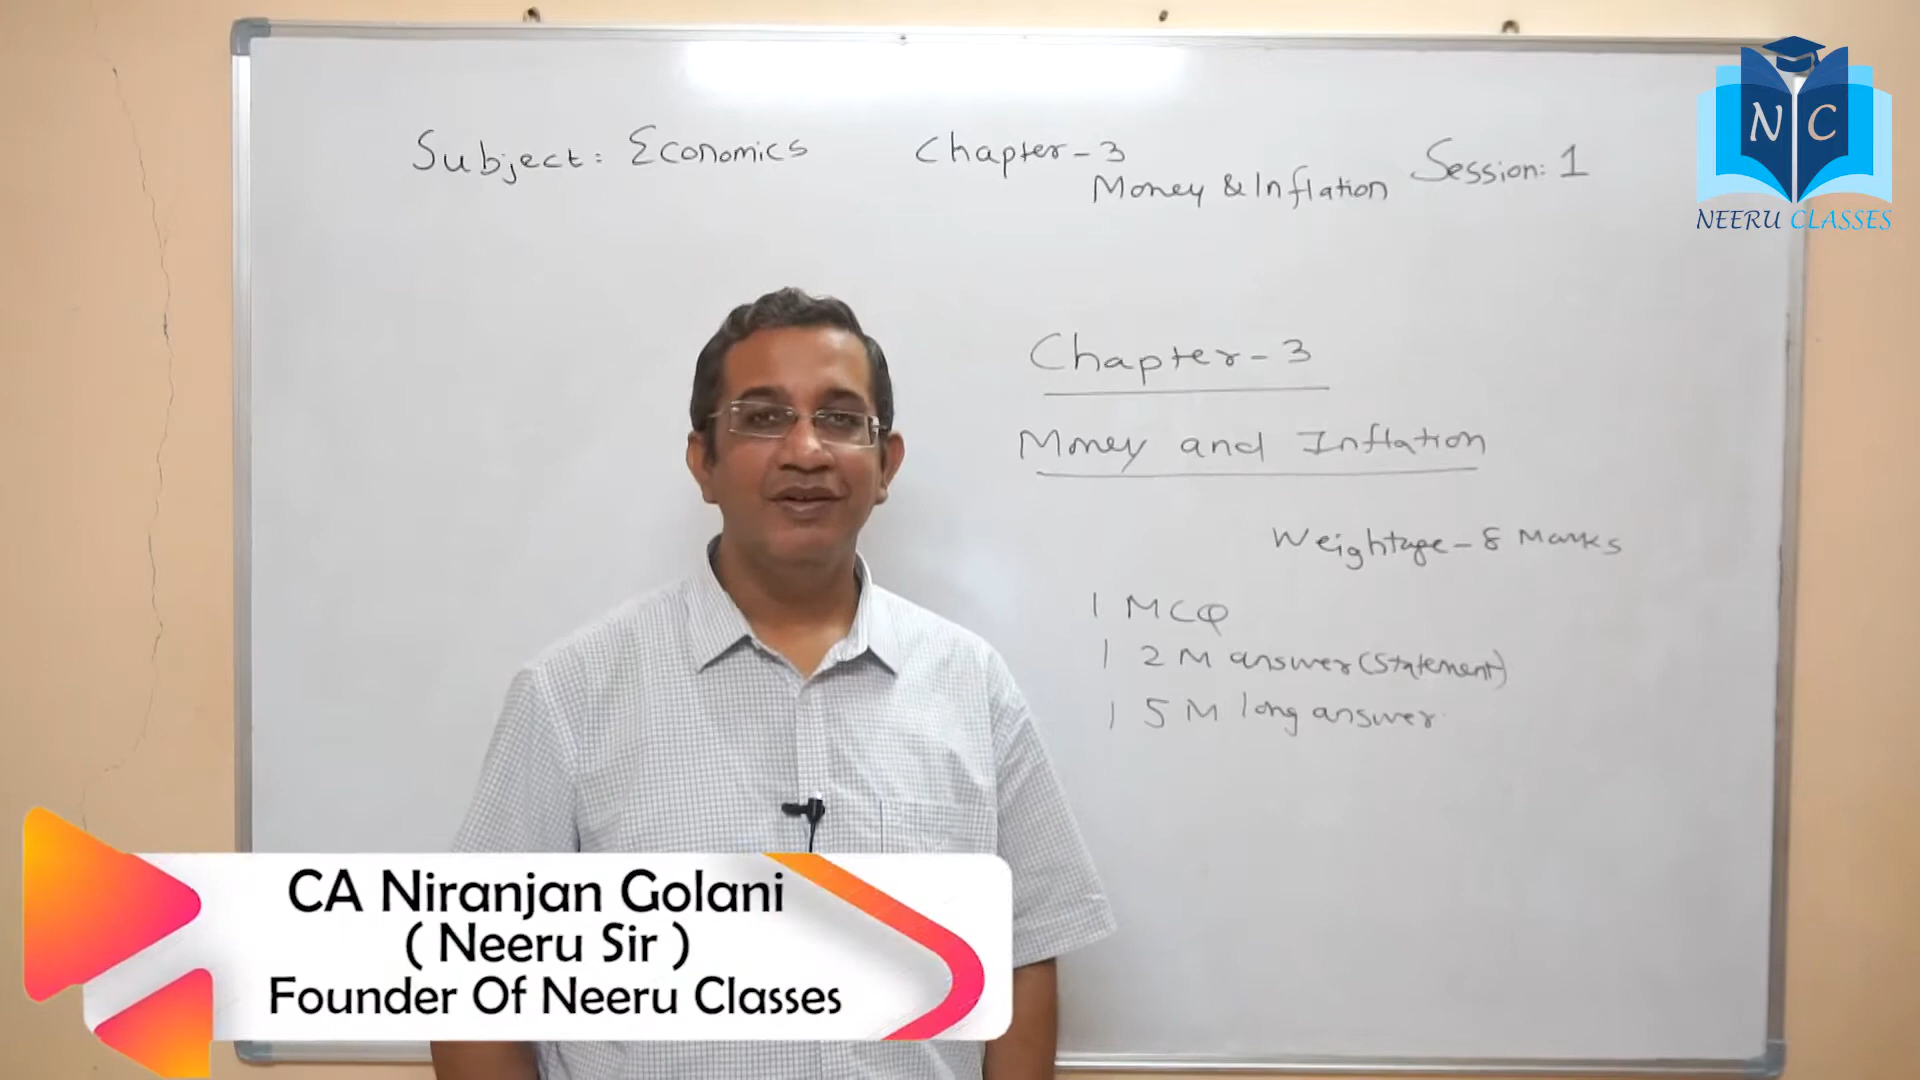 Subject: Economics Chapter-3 Session: 1
Money & Inflation
N C
NEERU CLASSES
Chapter-3
Money and Inflation
Weightage-8 Marks
1 MCQ
1 2 M answer (Statement)
1 5 M long answer.
CA Niranjan Golani
( Neeru Sir )
Founder Of Neeru Classes